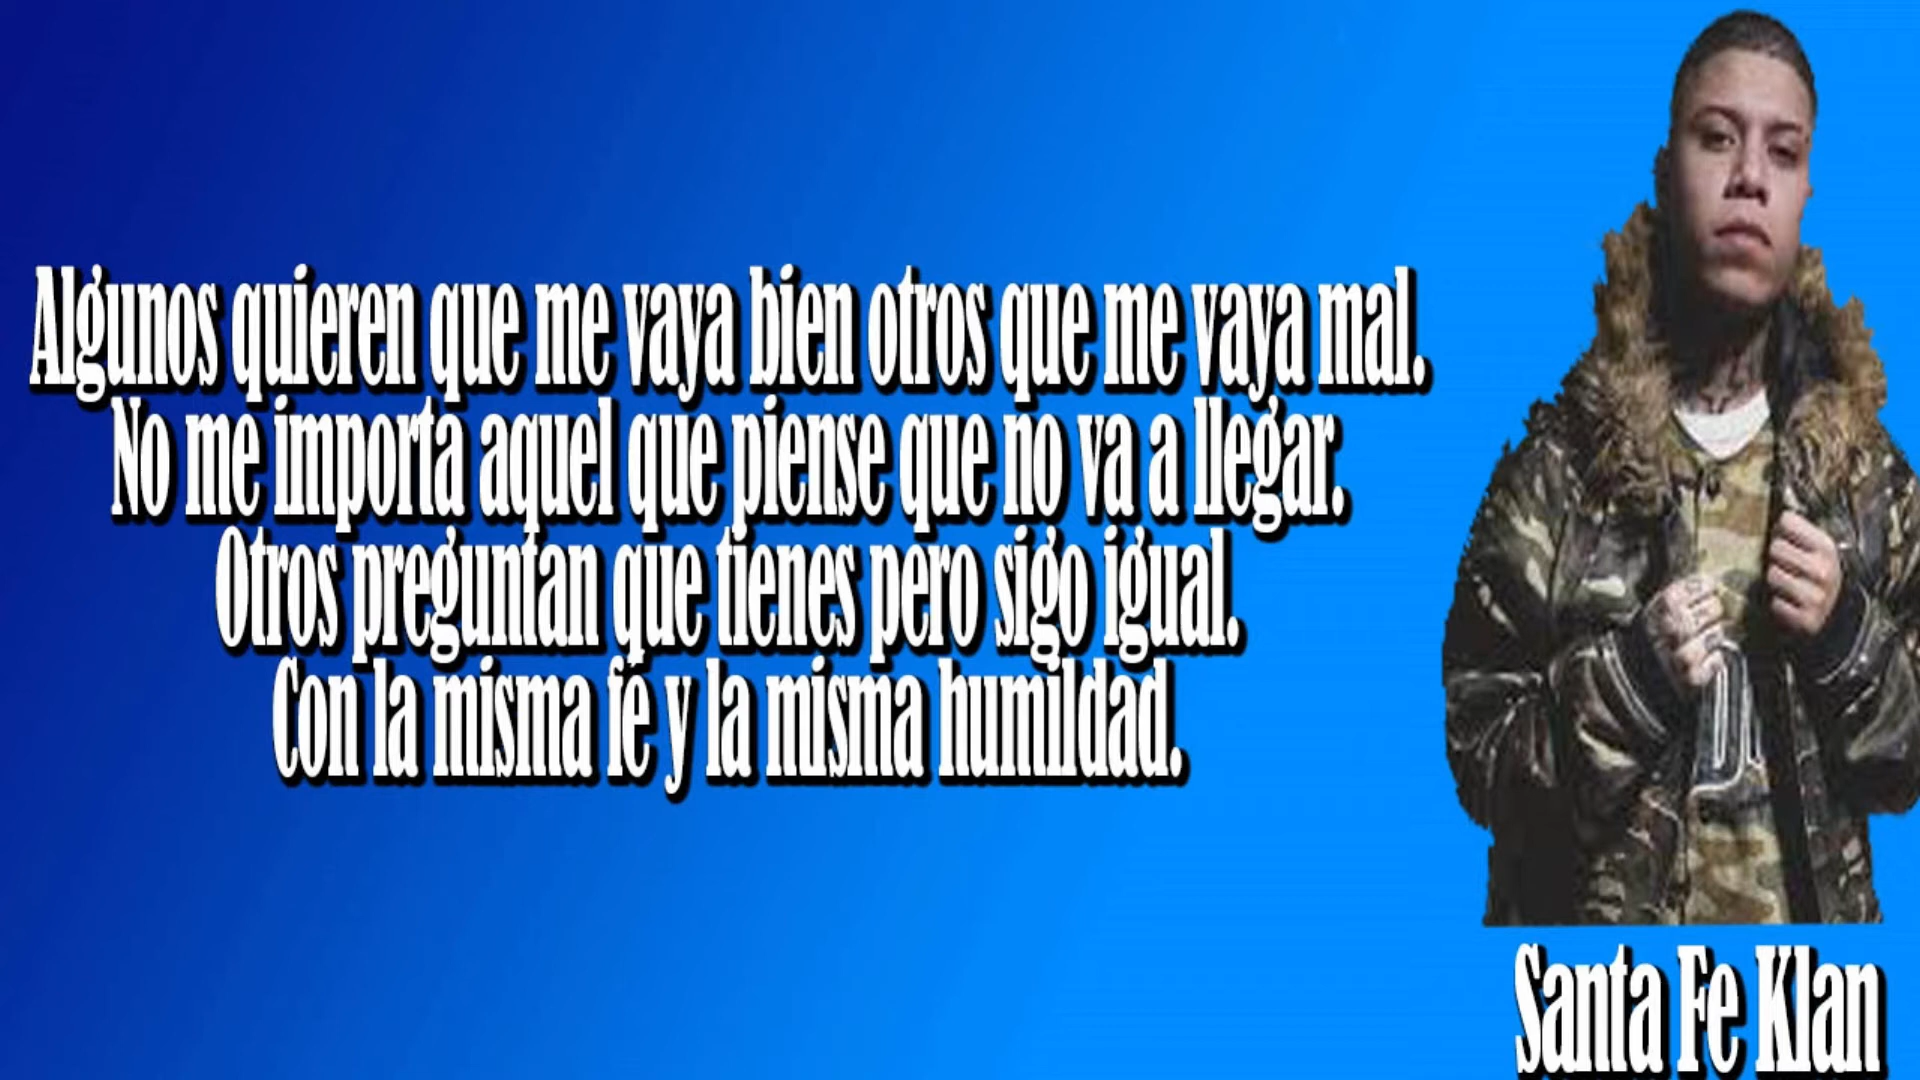 Algunos quieren que me vaya bien otros que me vaya mal.
No me importa aquel que piense que no va a llegar.
Otros preguntan que tienes pero sigo igual.
Con la misma fé y la misma humildad.
Santa Fe Klan